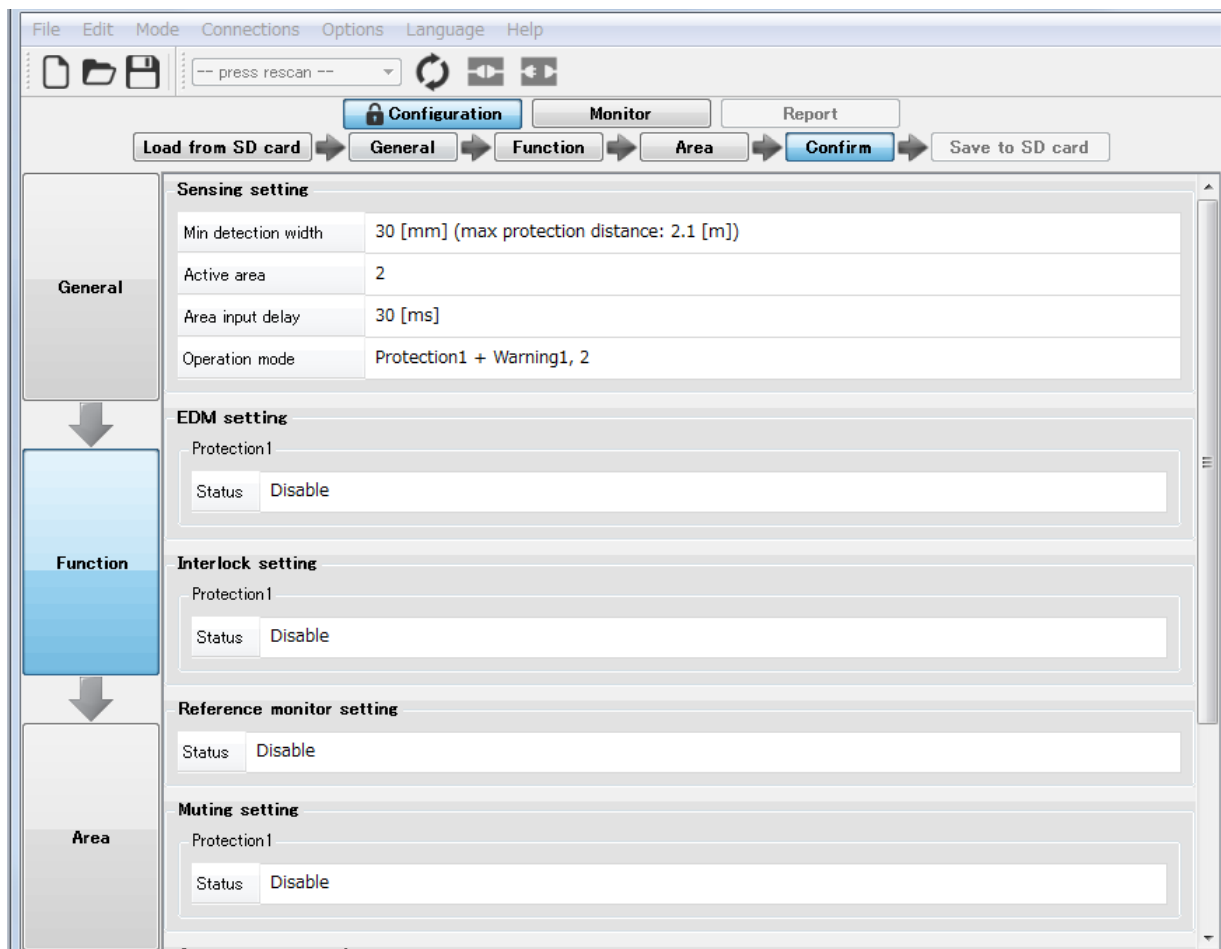 File Edit Mode Connections Options Language Help
-- press rescan --
Configuration Monitor Report
Load from SD card General Function Area Confirm Save to SD card
General
Function
Area
Sensing setting
Min detection width 30 [mm] (max protection distance: 2.1 [m])
Active area 2
Area input delay 30 [ms]
Operation mode Protection1 + Warning1, 2
EDM setting
Protection1
Status Disable
Interlock setting
Protection1
Status Disable
Reference monitor setting
Status Disable
Muting setting
Protection1
Status Disable